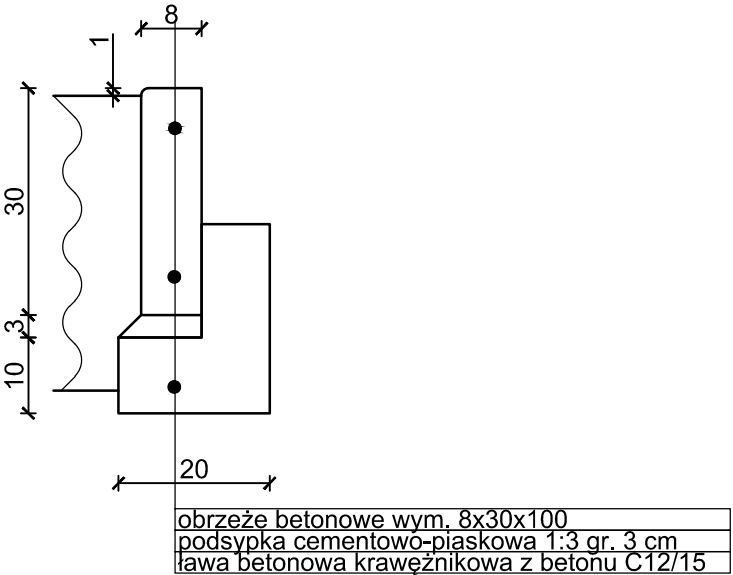 8
1
30
3
10
20
obrzeże betonowe wym. 8x30x100
podsypka cementowo-piaskowa 1:3 gr. 3 cm
ława betonowa krawężnikowa z betonu C12/15